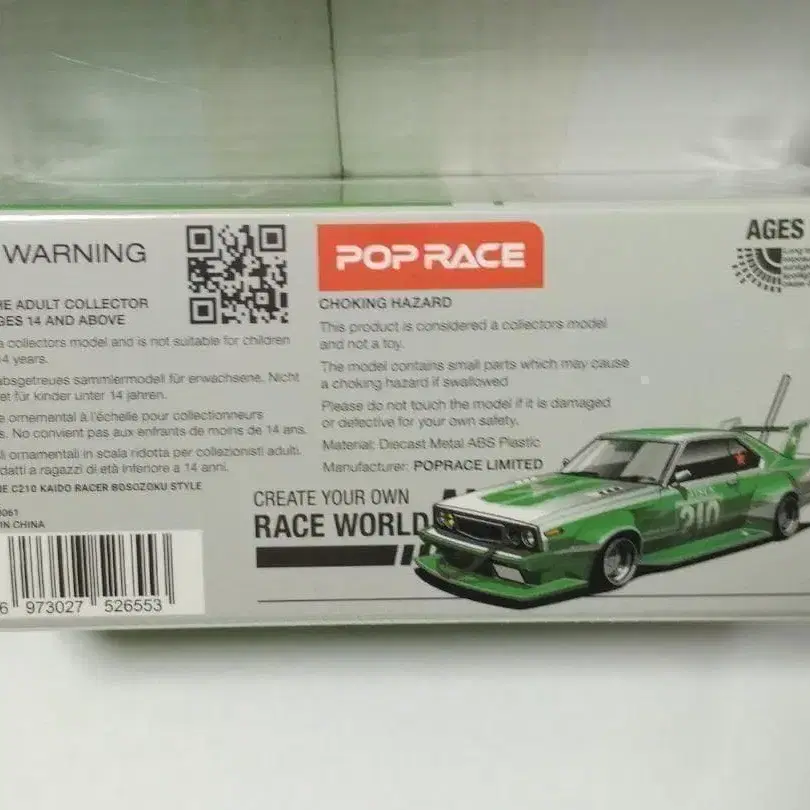 WARNING
HE ADULT COLLECTOR
GES 14 AND ABOVE
a collectors model and is not suitable for children
14 years.
absgetreues sammlermodell für erwachsene. Nicht
et für kinder unter 14 jahren.
e ornemental à l'échelle pour collectionneurs
s. No convient pas aux enfrants de moins de 14 ans.
li ornamentali in scala ridotta per collezionisti adulti.
datti a ragazzi di età inferiore a 14 anni.
NE C210 KAIDO RACER BOSOZOKU STYLE
IN CHINA
6 973027 526553
POP RACE
CHOKING HAZARD
This product is considered a collectors model
and not a toy.
The model contains small parts which may cause
a choking hazard if swallowed
Please do not touch the model if it is damaged
or defective for your own safety.
Material: Diecast Metal ABS Plastic
Manufacturer: POPRACE LIMITED
CREATE YOUR OWN
RACE WORLD
210
AGES